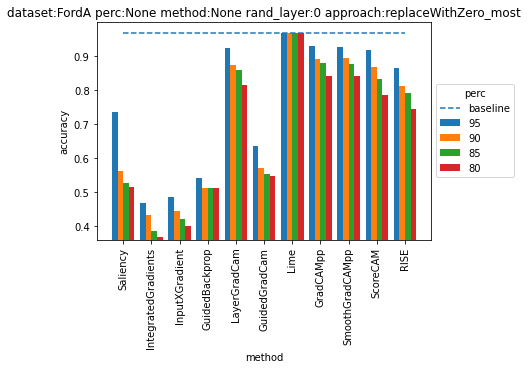 dataset:FordA perc:None method:None rand_layer:0 approach:replaceWithZero_most
accuracy
0.9
0.8
0.7
0.6
0.5
0.4
Saliency
IntegratedGradients
InputXGradient
GuidedBackprop
LayerGradCam
GuidedGradCam
Lime
GradCAMpp
SmoothGradCAMpp
ScoreCAM
RISE
method
perc
baseline
95
90
85
80